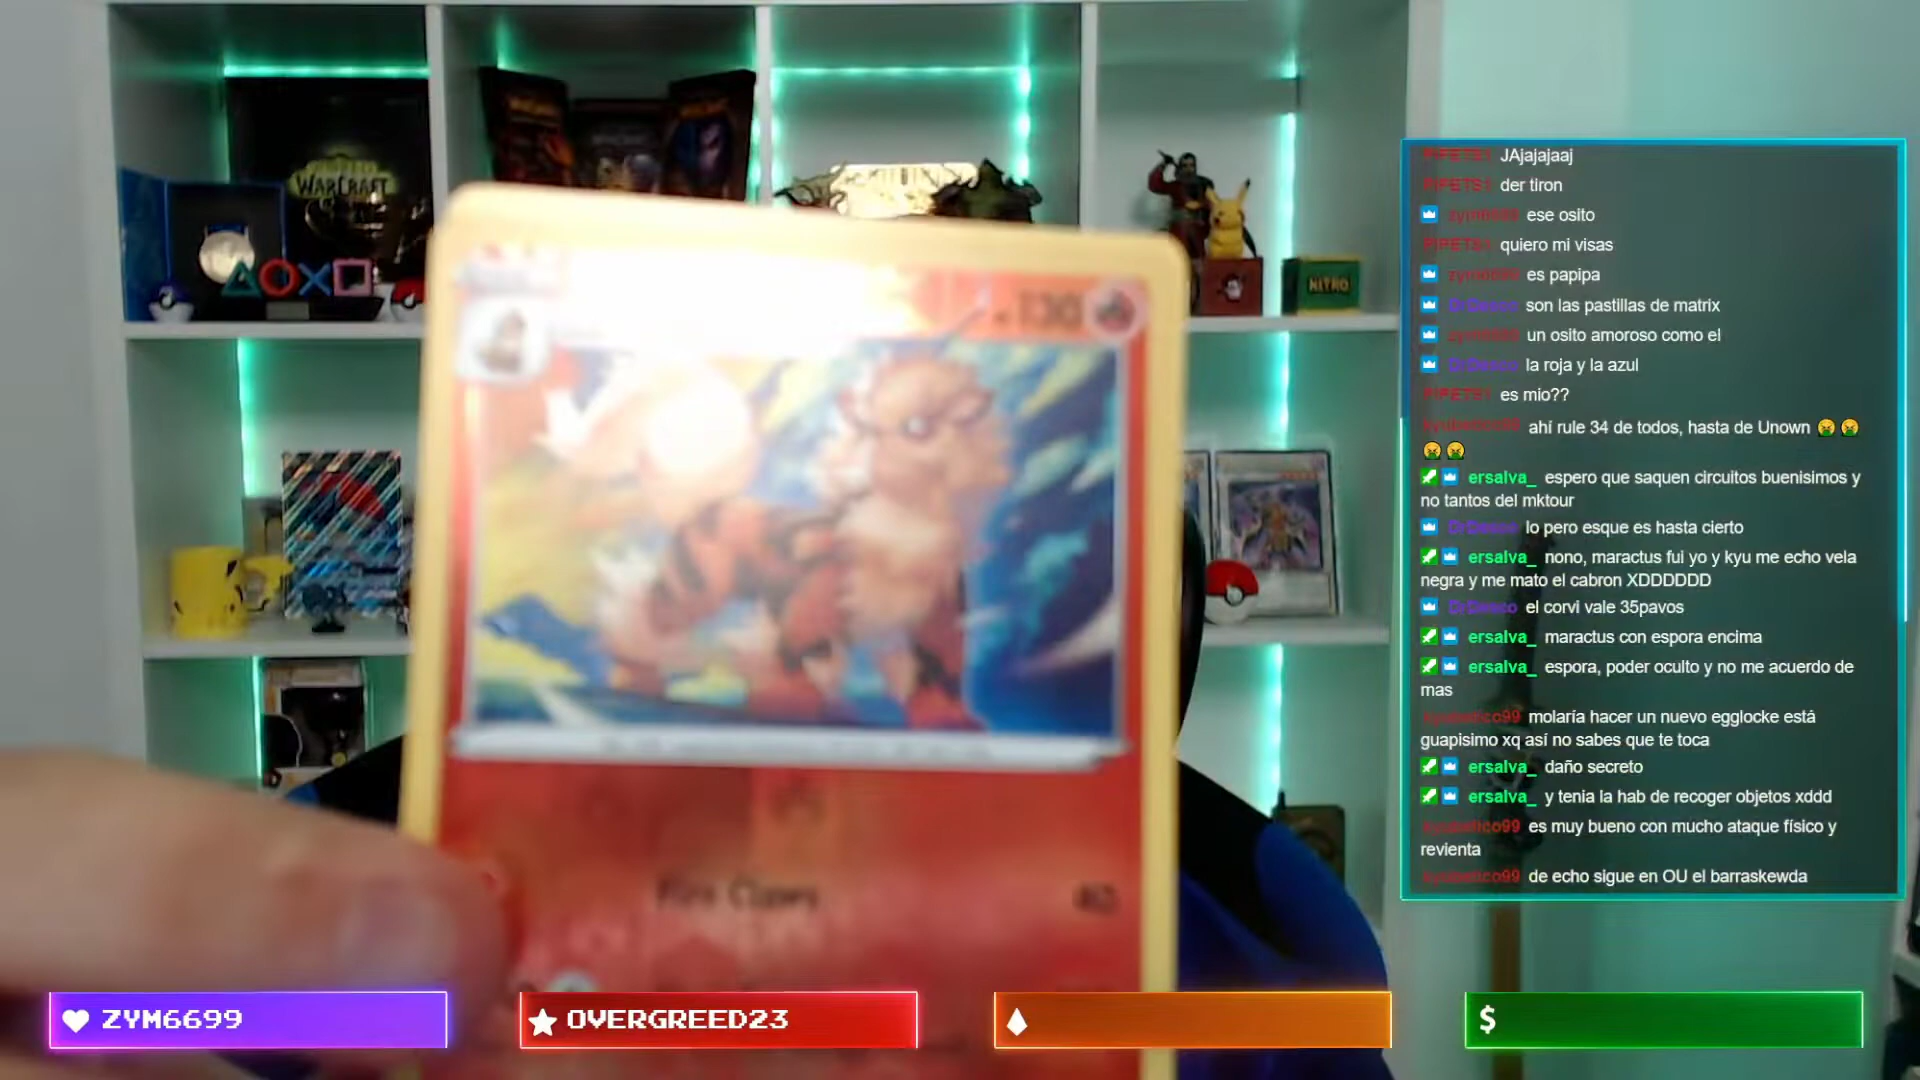 WARCRAFT
NITRO
130
Fire Claws
40
JAjajajaaj
der tiron
ese osito
quiero mi visas
es papipa
son las pastillas de matrix
un osito amoroso como el
la roja y la azul
es mio??
ahí rule 34 de todos, hasta de Unown 🤮 🤮
🤮 🤮
ersalva_ espero que saquen circuitos buenisimos y
no tantos del mktour
lo pero esque es hasta cierto
ersalva_ nono, maractus fui yo y kyu me echo vela
negra y me mato el cabron XDDDDDD
el corvi vale 35pavos
ersalva_ maractus con espora encima
ersalva_ espora, poder oculto y no me acuerdo de
mas
molaría hacer un nuevo egglocke está
guapisimo xq así no sabes que te toca
ersalva_ daño secreto
ersalva_ y tenia la hab de recoger objetos xddd
es muy bueno con mucho ataque físico y
revienta
de echo sigue en OU el barraskewda
ZYM6699
OVERGREED23
$